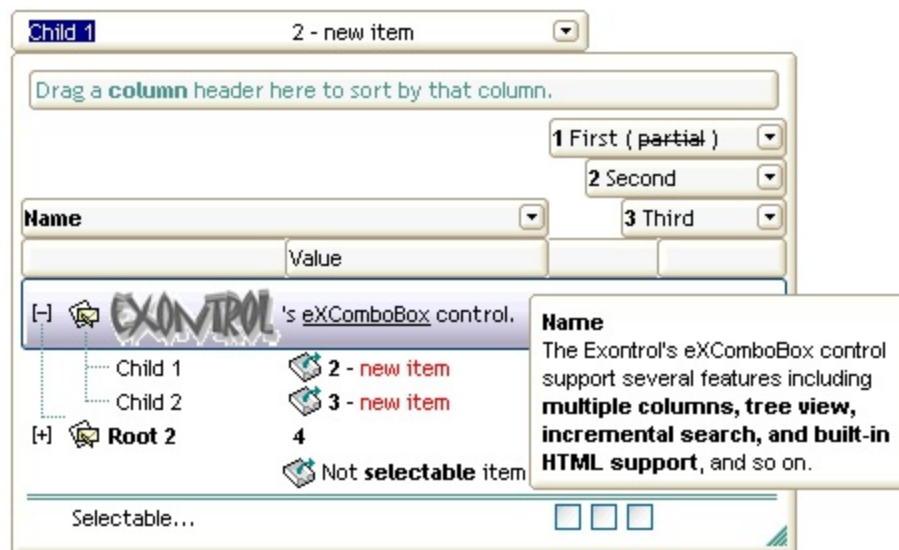 Child 1 2 - new item
Drag a column header here to sort by that column.
1 First ( partial )
2 Second
Name 3 Third
Value
[-] EXONTROL 's eXComboBox control.
Name
The Exontrol's eXComboBox control
support several features including
multiple columns, tree view,
incremental search, and built-in
HTML support, and so on.
Child 1 2 - new item
Child 2 3 - new item
[+] Root 2 4
Not selectable item
Selectable...